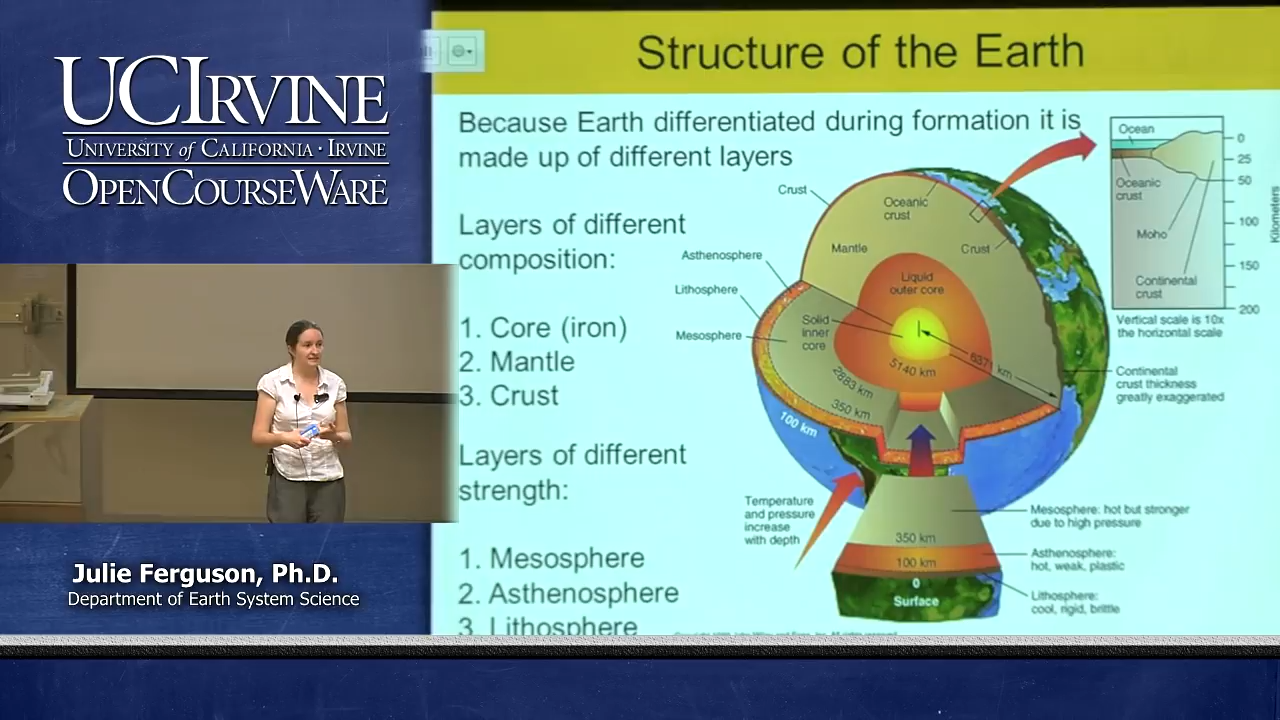 UCIRVINE
UNIVERSITY of CALIFORNIA · IRVINE
OPENCOURSEWARE
Julie Ferguson, Ph.D.
Department of Earth System Science
Structure of the Earth
Because Earth differentiated during formation it is
made up of different layers
Layers of different
composition:
1. Core (iron)
2. Mantle
3. Crust
Layers of different
strength:
1. Mesosphere
2. Asthenosphere
3. Lithosphere
Crust
Oceanic
crust
Mantle
Crust
Asthenosphere
Lithosphere
Mesosphere
Liquid
outer core
Solid
inner
core
6371 km
5140 km
2883 km
350 km
100 km
Temperature
and pressure
increase
with depth
350 km
100 km
0
Surface
Mesosphere: hot but stronger
due to high pressure
Asthenosphere:
hot, weak, plastic
Lithosphere:
cool, rigid, brittle
Ocean
Oceanic
crust
Moho
Continental
crust
0
25
50
100
150
200
Kilometers
Vertical scale is 10x
the horizontal scale
Continental
crust thickness
greatly exaggerated